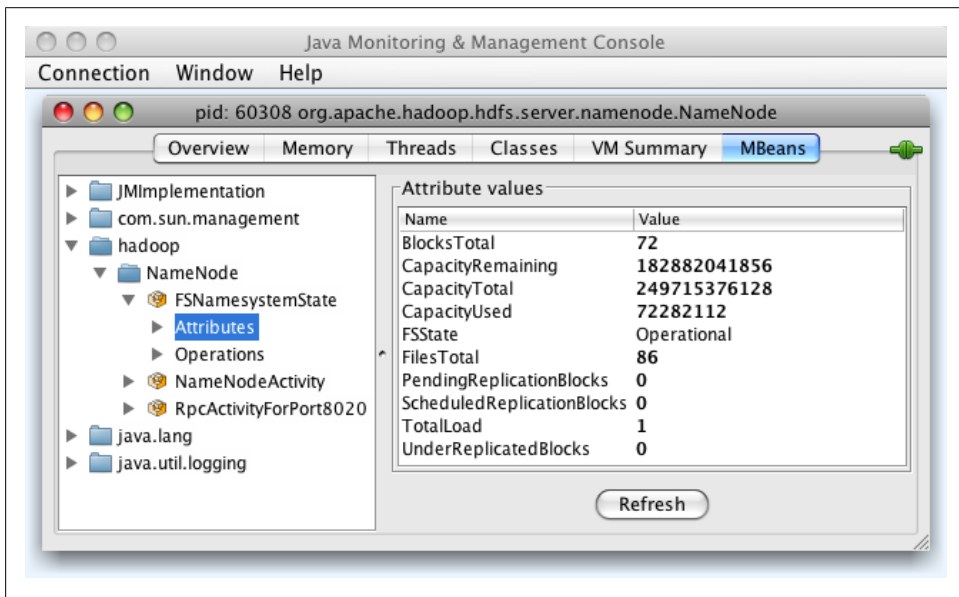 Java Monitoring & Management Console
Connection Window Help
pid: 60308 org.apache.hadoop.hdfs.server.namenode.NameNode
Overview Memory Threads Classes VM Summary MBeans
JMImplementation
com.sun.management
hadoop
NameNode
FSNamesystemState
Attributes
Operations
NameNodeActivity
RpcActivityForPort8020
java.lang
java.util.logging
Attribute values
Name Value
BlocksTotal 72
CapacityRemaining 182882041856
CapacityTotal 249715376128
CapacityUsed 72282112
FSState Operational
FilesTotal 86
PendingReplicationBlocks 0
ScheduledReplicationBlocks 0
TotalLoad 1
UnderReplicatedBlocks 0
Refresh